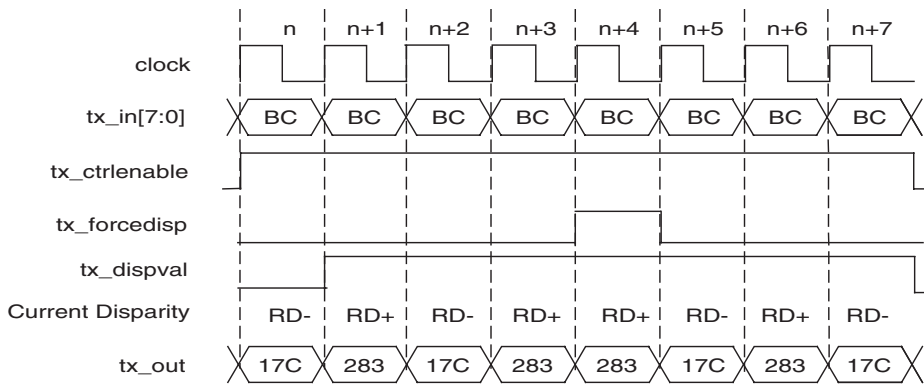 n n+1 n+2 n+3 n+4 n+5 n+6 n+7
clock
tx_in[7:0] BC BC BC BC BC BC BC BC
tx_ctrlenable
tx_forcedisp
tx_dispval
Current Disparity RD- RD+ RD- RD+ RD+ RD- RD+ RD-
tx_out 17C 283 17C 283 283 17C 283 17C